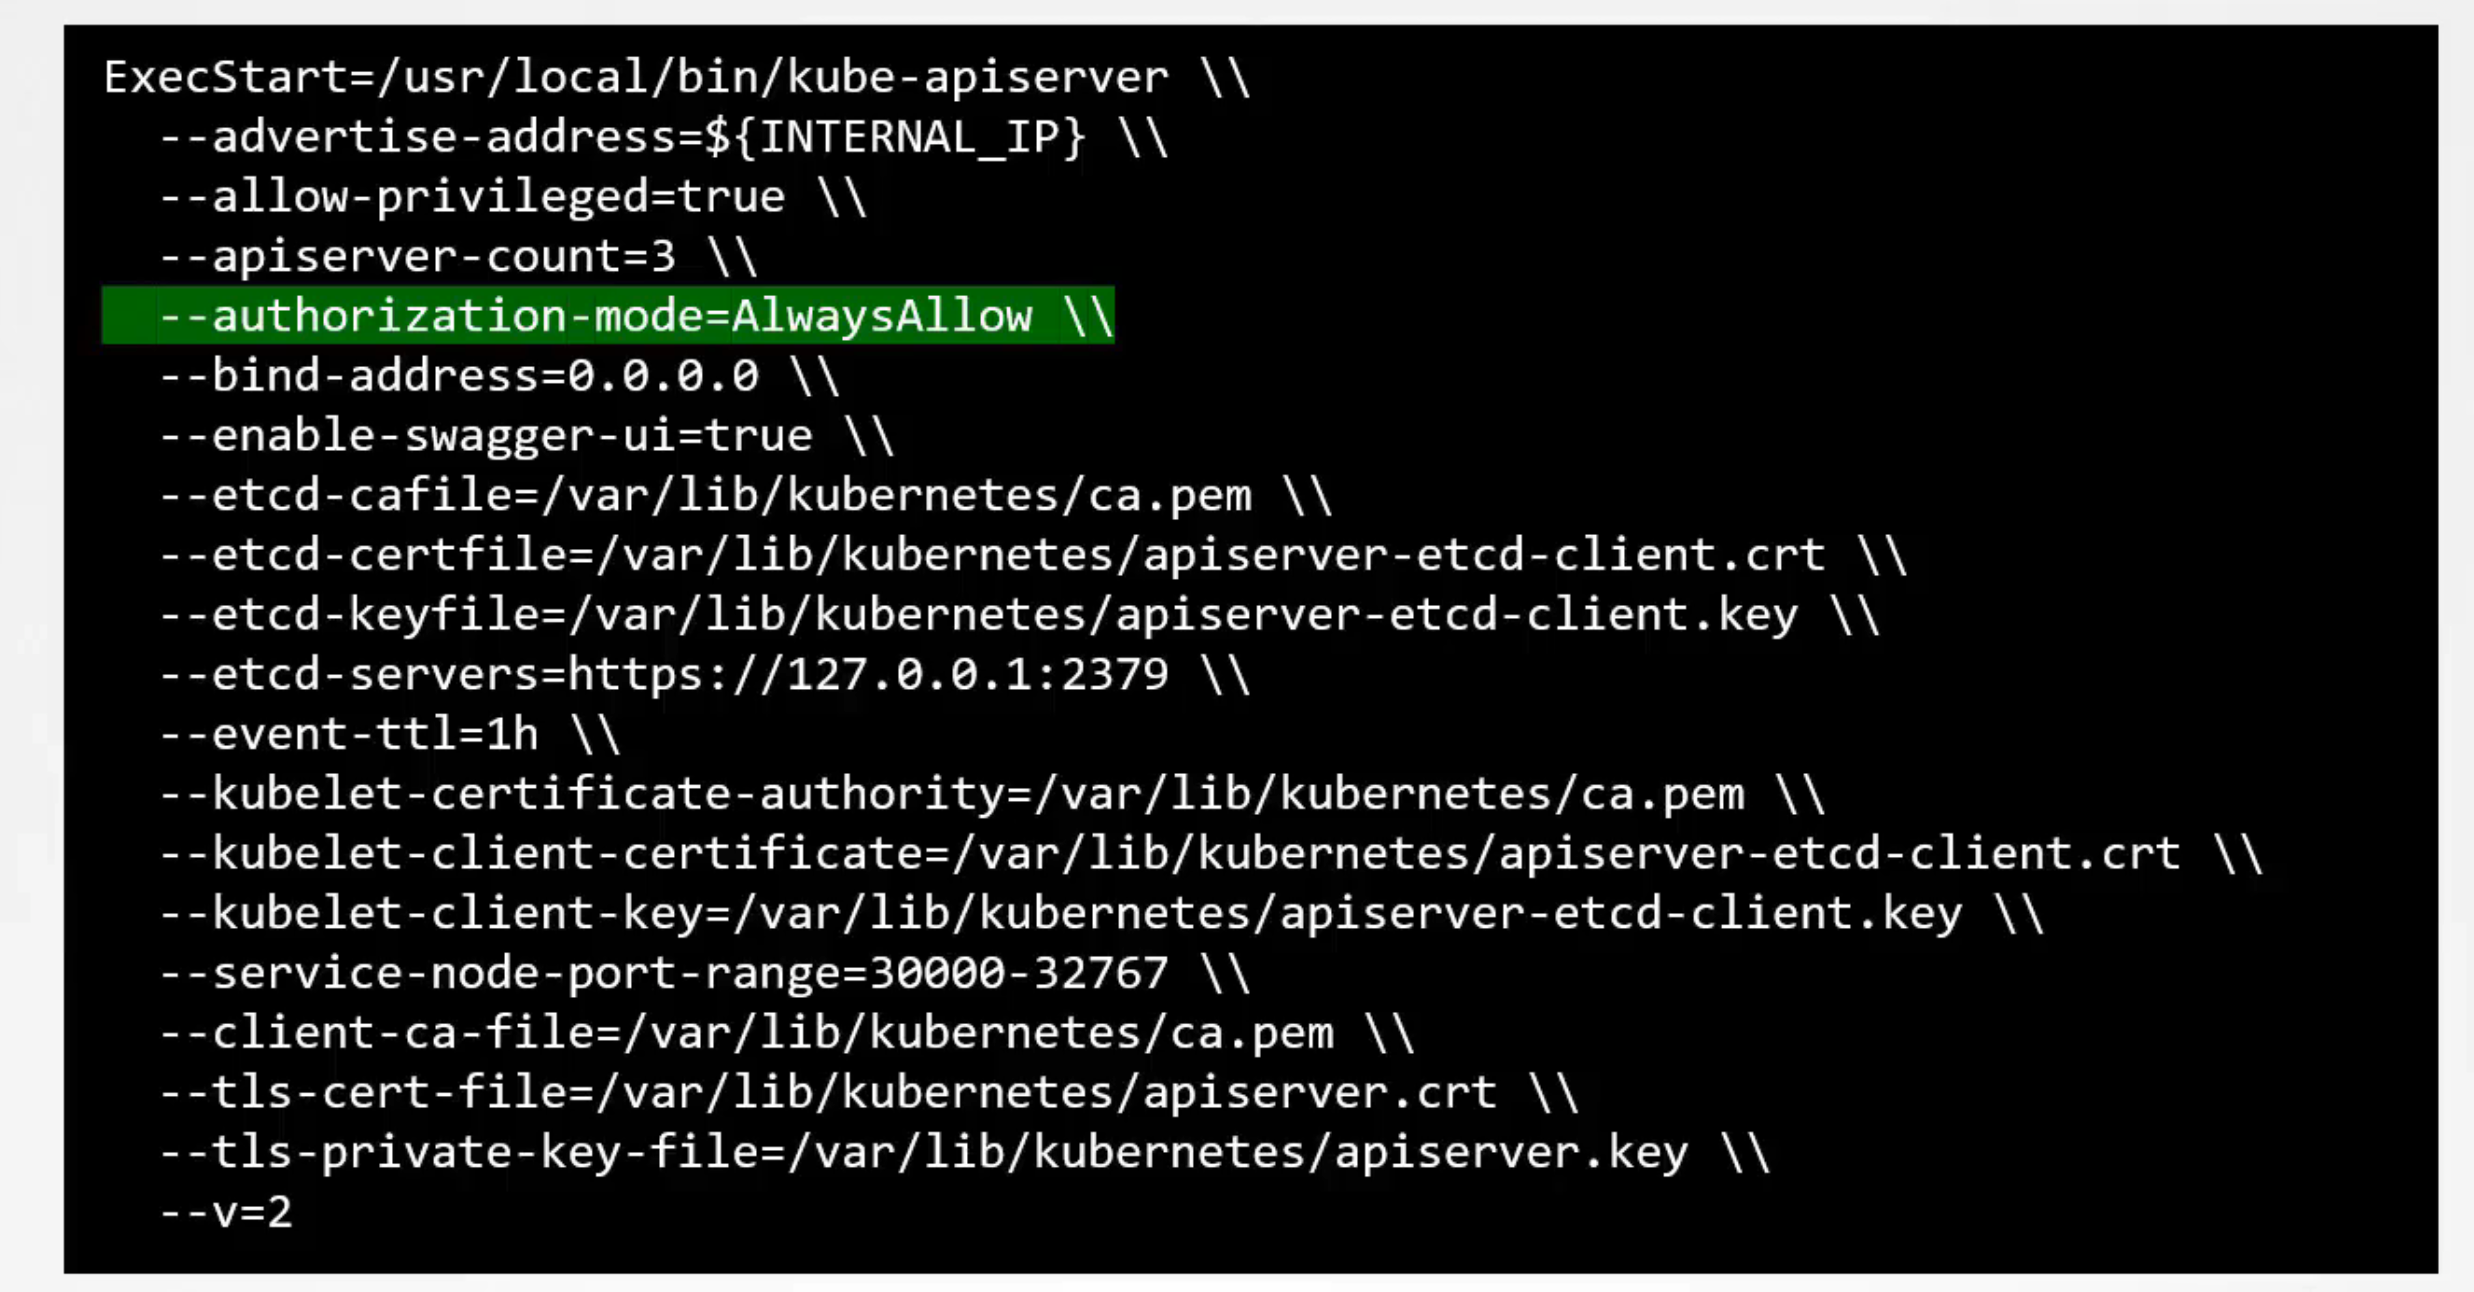 ExecStart=/usr/local/bin/kube-apiserver \\
--advertise-address=${INTERNAL_IP} \\
--allow-privileged=true \\
--apiserver-count=3 \\
--authorization-mode=AlwaysAllow \\
--bind-address=0.0.0.0 \\
--enable-swagger-ui=true \\
--etcd-cafile=/var/lib/kubernetes/ca.pem \\
--etcd-certfile=/var/lib/kubernetes/apiserver-etcd-client.crt \\
--etcd-keyfile=/var/lib/kubernetes/apiserver-etcd-client.key \\
--etcd-servers=https://127.0.0.1:2379 \\
--event-ttl=1h \\
--kubelet-certificate-authority=/var/lib/kubernetes/ca.pem \\
--kubelet-client-certificate=/var/lib/kubernetes/apiserver-etcd-client.crt \\
--kubelet-client-key=/var/lib/kubernetes/apiserver-etcd-client.key \\
--service-node-port-range=30000-32767 \\
--client-ca-file=/var/lib/kubernetes/ca.pem \\
--tls-cert-file=/var/lib/kubernetes/apiserver.crt \\
--tls-private-key-file=/var/lib/kubernetes/apiserver.key \\
--v=2